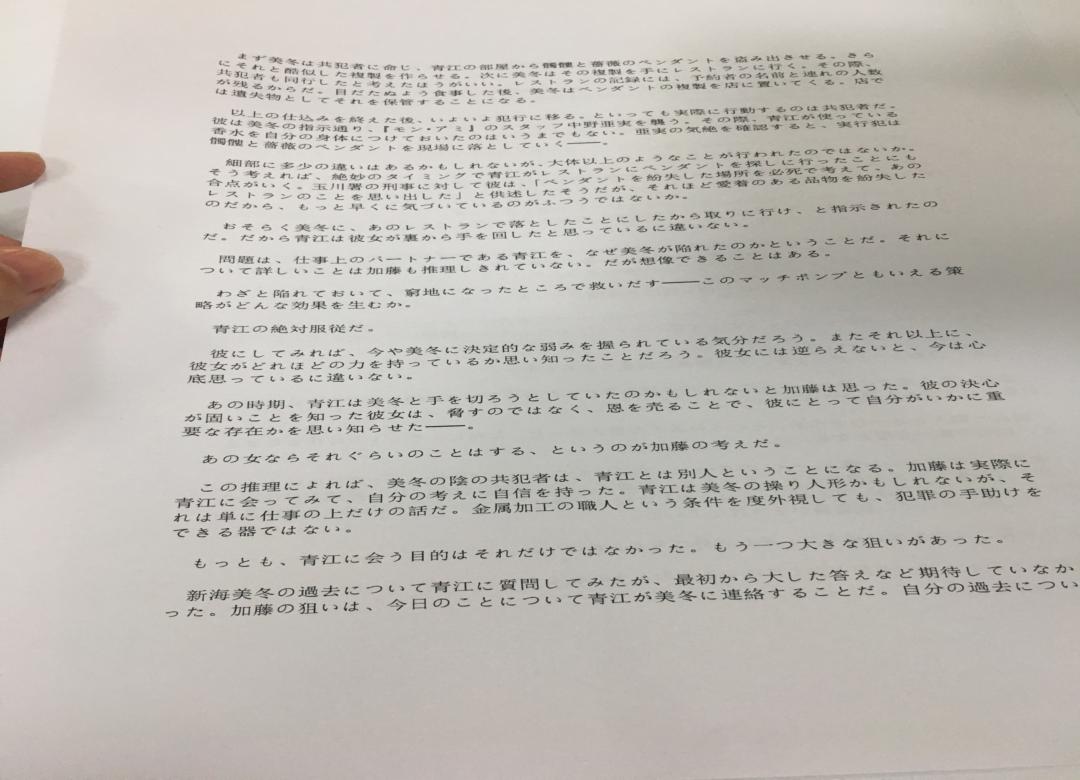 まず美冬は共犯者に命じ、青江の部屋から髑髏と薔薇のペンダントを盗み出させる。さら
にそれと酷似した複製を作らせる。次に美冬はその複製を手にレストランに行く。その際、
共犯者も同行したと考えたほうがいい。レストランの記録には、予約者の名前と連れの人数
が残るからだ。目だたぬよう食事した後、美冬はペンダントの複製を店に置いてくる。店で
は遺失物としてそれを保管することになる。
以上の仕込みを終えた後、いよいよ犯行に移る。といっても実際に行動するのは共犯者だ。
彼は美冬の指示通り、『モン・アミ』のスタッフ中野亜実を襲う。その際、青江が使っている
香水を自分の身体につけておいたのはいうまでもない。亜実の気絶を確認すると、実行犯は
髑髏と薔薇のペンダントを現場に落としていく――。
細部に多少の違いはあるかもしれないが、大体以上のようなことが行われたのではないか。
そう考えれば、絶妙のタイミングで青江がレストランにペンダントを探しに行ったことにも
合点がいく。玉川署の刑事に対して彼は、「ペンダントを紛失した場所を必死で考えて、あの
レストランのことを思い出した」と供述したそうだが、それほど愛着のある品物を紛失した
のだから、もっと早くに気づいているのがふつうではないか。
おそらく美冬に、あのレストランで落としたことにしたから取りに行け、と指示されたの
だ。だから青江は彼女が裏から手を回したと思っているに違いない。
問題は、仕事上のパートナーである青江を、なぜ美冬が陥れたのかということだ。それに
ついて詳しいことは加藤も推理しきれていない。だが想像できることはある。
わざと陥れておいて、窮地になったところで救いだす――このマッチポンプともいえる策
略がどんな効果を生むか。
青江の絶対服従だ。
彼にしてみれば、今や美冬に決定的な弱みを握られている気分だろう。またそれ以上に、
彼女がどれほどの力を持っているか思い知ったことだろう。彼女には逆らえないと、今は心
底思っているに違いない。
あの時期、青江は美冬と手を切ろうとしていたのかもしれないと加藤は思った。彼の決心
が固いことを知った彼女は、脅すのではなく、恩を売ることで、彼にとって自分がいかに重
要な存在かを思い知らせた――。
あの女ならそれぐらいのことはする、というのが加藤の考えだ。
この推理によれば、美冬の陰の共犯者は、青江とは別人ということになる。加藤は実際に
青江に会ってみて、自分の考えに自信を持った。青江は美冬の操り人形かもしれないが、そ
れは単に仕事の上だけの話だ。金属加工の職人という条件を度外視しても、犯罪の手助けを
できる器ではない。
もっとも、青江に会う目的はそれだけではなかった。もう一つ大きな狙いがあった。
新海美冬の過去について青江に質問してみたが、最初から大した答えなど期待していなか
った。加藤の狙いは、今日のことについて青江が美冬に連絡することだ。自分の過去につい